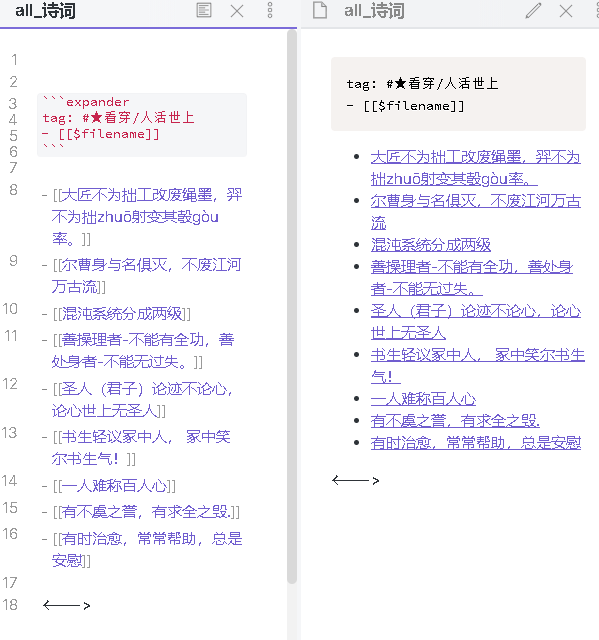 all_诗词
1
2
3 ```expander
4 tag: #★看穿/人活世上
5 - [[$filename]]
6 ```
7
8 - [[大匠不为拙工改废绳墨，羿
不为拙zhuō射变其彀gòu
率。]]
9 - [[尔曹身与名俱灭，不废江河
万古流]]
10 - [[混沌系统分成两级]]
11 - [[善操理者-不能有全功，善
处身者-不能无过失。]]
12 - [[圣人（君子）论迹不论心，
论心世上无圣人]]
13 - [[书生轻议冢中人， 冢中笑
尔书生气！]]
14 - [[一人难称百人心]]
15 - [[有不虞之誉，有求全之毁.]]
16 - [[有时治愈，常常帮助，总是
安慰]]
17
18 <--->
all_诗词
tag: #★看穿/人活世上
- [[$filename]]
• 大匠不为拙工改废绳墨，羿不为
拙zhuō射变其彀gòu率。
• 尔曹身与名俱灭，不废江河万古
流
• 混沌系统分成两级
• 善操理者-不能有全功，善处身
者-不能无过失。
• 圣人（君子）论迹不论心，论心
世上无圣人
• 书生轻议冢中人， 冢中笑尔书生
气！
• 一人难称百人心
• 有不虞之誉，有求全之毁.
• 有时治愈，常常帮助，总是安慰
<--->